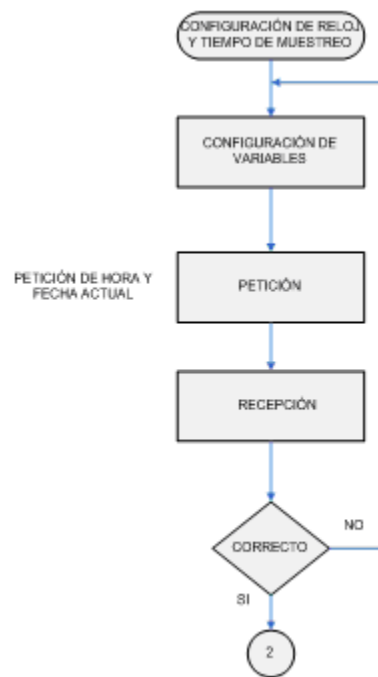 CONFIGURACIÓN DE RELOJ
Y TIEMPO DE MUESTREO
CONFIGURACIÓN DE
VARIABLES
PETICIÓN DE HORA Y
FECHA ACTUAL
PETICIÓN
RECEPCIÓN
CORRECTO
NO
SI
2